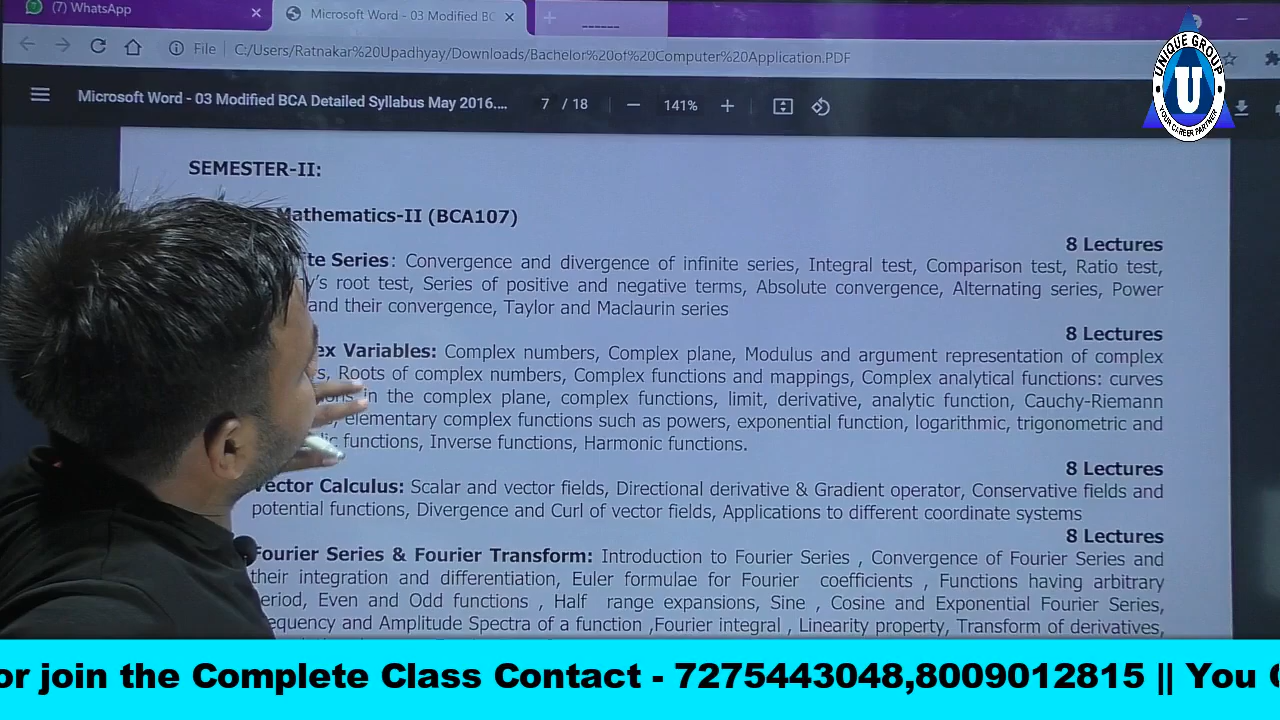 (7) WhatsApp
Microsoft Word - 03 Modified BC
File C:/Users/Ratnakar%20Upadhyay/Downloads/Bachelor%20of%20Computer%20Application.PDF
Microsoft Word - 03 Modified BCA Detailed Syllabus May 2016.... 7 / 18 141%
UNIQUE GROUP
U
YOUR CAREER PARTNER
SEMESTER-II:
Mathematics-II (BCA107)
8 Lectures
Series: Convergence and divergence of infinite series, Integral test, Comparison test, Ratio test,
root test, Series of positive and negative terms, Absolute convergence, Alternating series, Power
and their convergence, Taylor and Maclaurin series
8 Lectures
Variables: Complex numbers, Complex plane, Modulus and argument representation of complex
Roots of complex numbers, Complex functions and mappings, Complex analytical functions: curves
in the complex plane, complex functions, limit, derivative, analytic function, Cauchy-Riemann
elementary complex functions such as powers, exponential function, logarithmic, trigonometric and
functions, Inverse functions, Harmonic functions.
8 Lectures
Vector Calculus: Scalar and vector fields, Directional derivative & Gradient operator, Conservative fields and
potential functions, Divergence and Curl of vector fields, Applications to different coordinate systems
8 Lectures
Fourier Series & Fourier Transform: Introduction to Fourier Series , Convergence of Fourier Series and
their integration and differentiation, Euler formulae for Fourier coefficients , Functions having arbitrary
period, Even and Odd functions , Half range expansions, Sine , Cosine and Exponential Fourier Series,
Frequency and Amplitude Spectra of a function ,Fourier integral , Linearity property, Transform of derivatives,
or join the Complete Class Contact - 7275443048,8009012815 || You